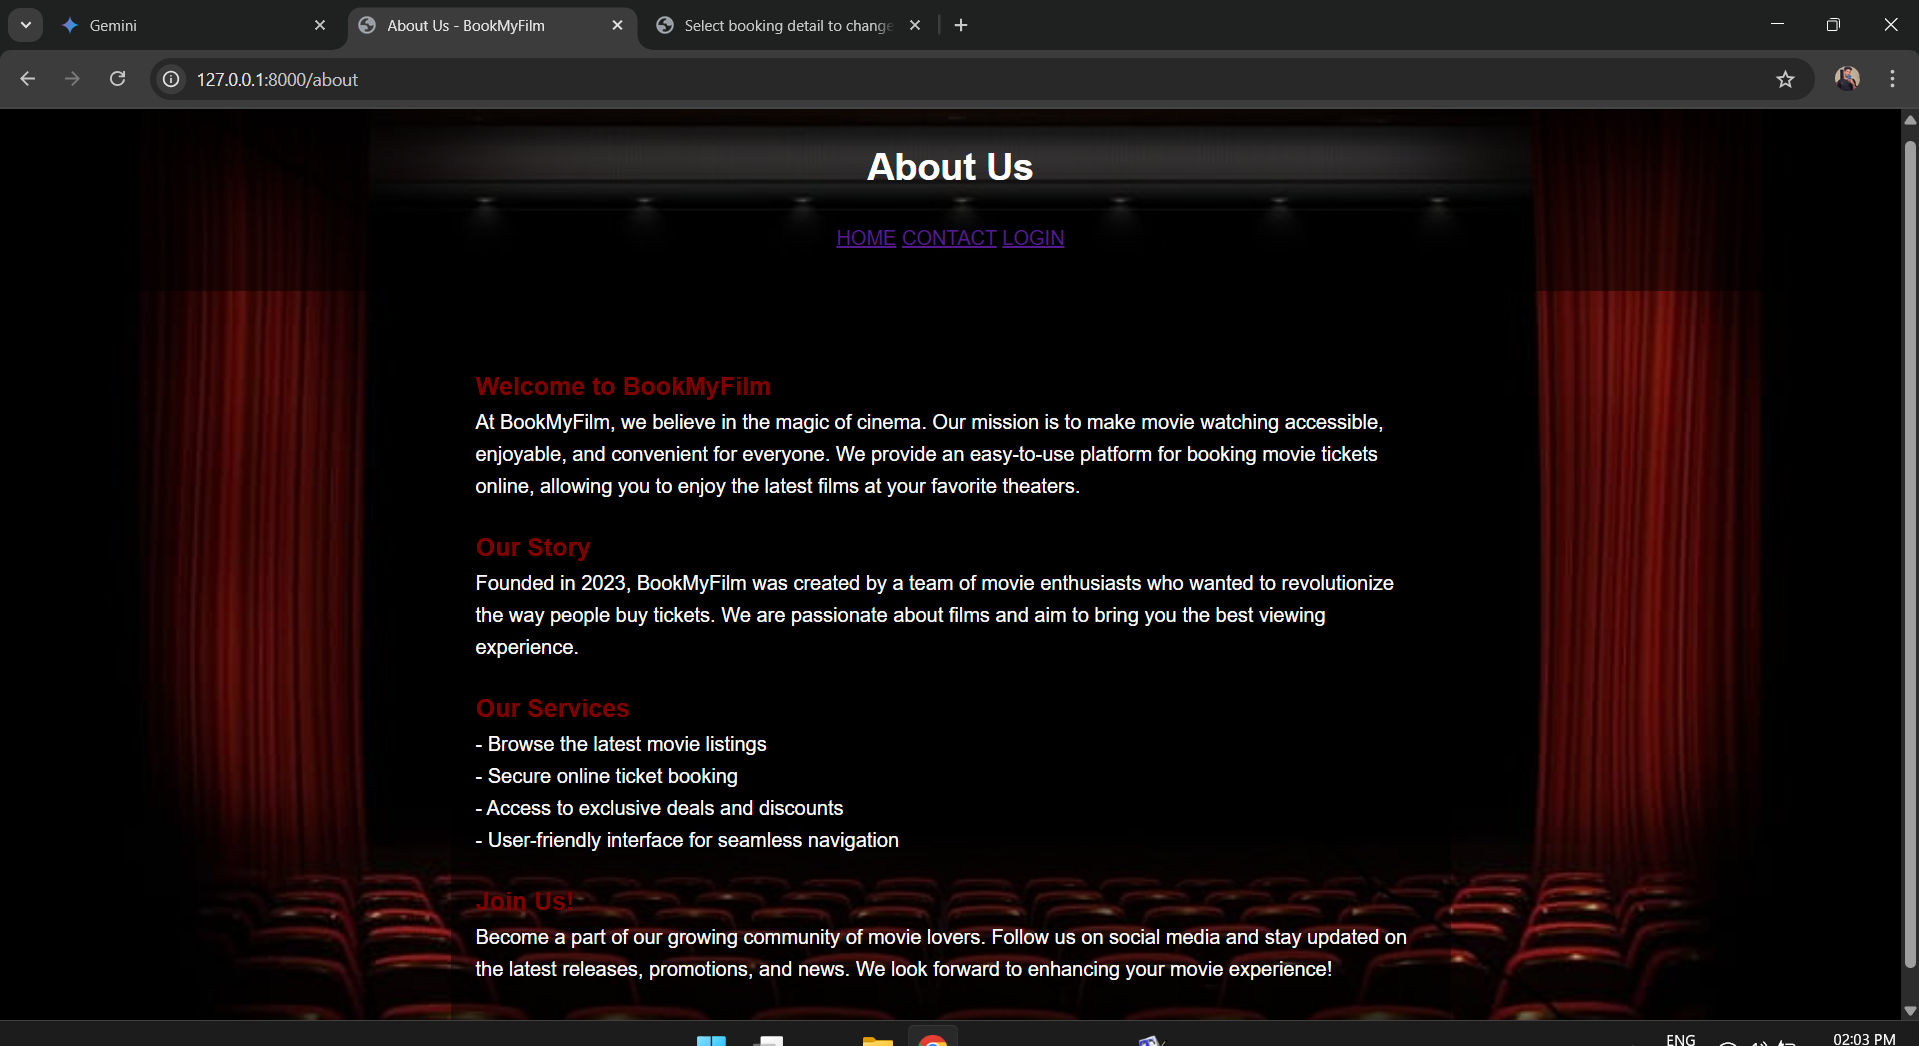 Gemini
About Us - BookMyFilm
Select booking detail to change
127.0.0.1:8000/about
About Us
HOME CONTACT LOGIN
Welcome to BookMyFilm
At BookMyFilm, we believe in the magic of cinema. Our mission is to make movie watching accessible,
enjoyable, and convenient for everyone. We provide an easy-to-use platform for booking movie tickets
online, allowing you to enjoy the latest films at your favorite theaters.
Our Story
Founded in 2023, BookMyFilm was created by a team of movie enthusiasts who wanted to revolutionize
the way people buy tickets. We are passionate about films and aim to bring you the best viewing
experience.
Our Services
- Browse the latest movie listings
- Secure online ticket booking
- Access to exclusive deals and discounts
- User-friendly interface for seamless navigation
Join Us!
Become a part of our growing community of movie lovers. Follow us on social media and stay updated on
the latest releases, promotions, and news. We look forward to enhancing your movie experience!
ENG
02:03 PM